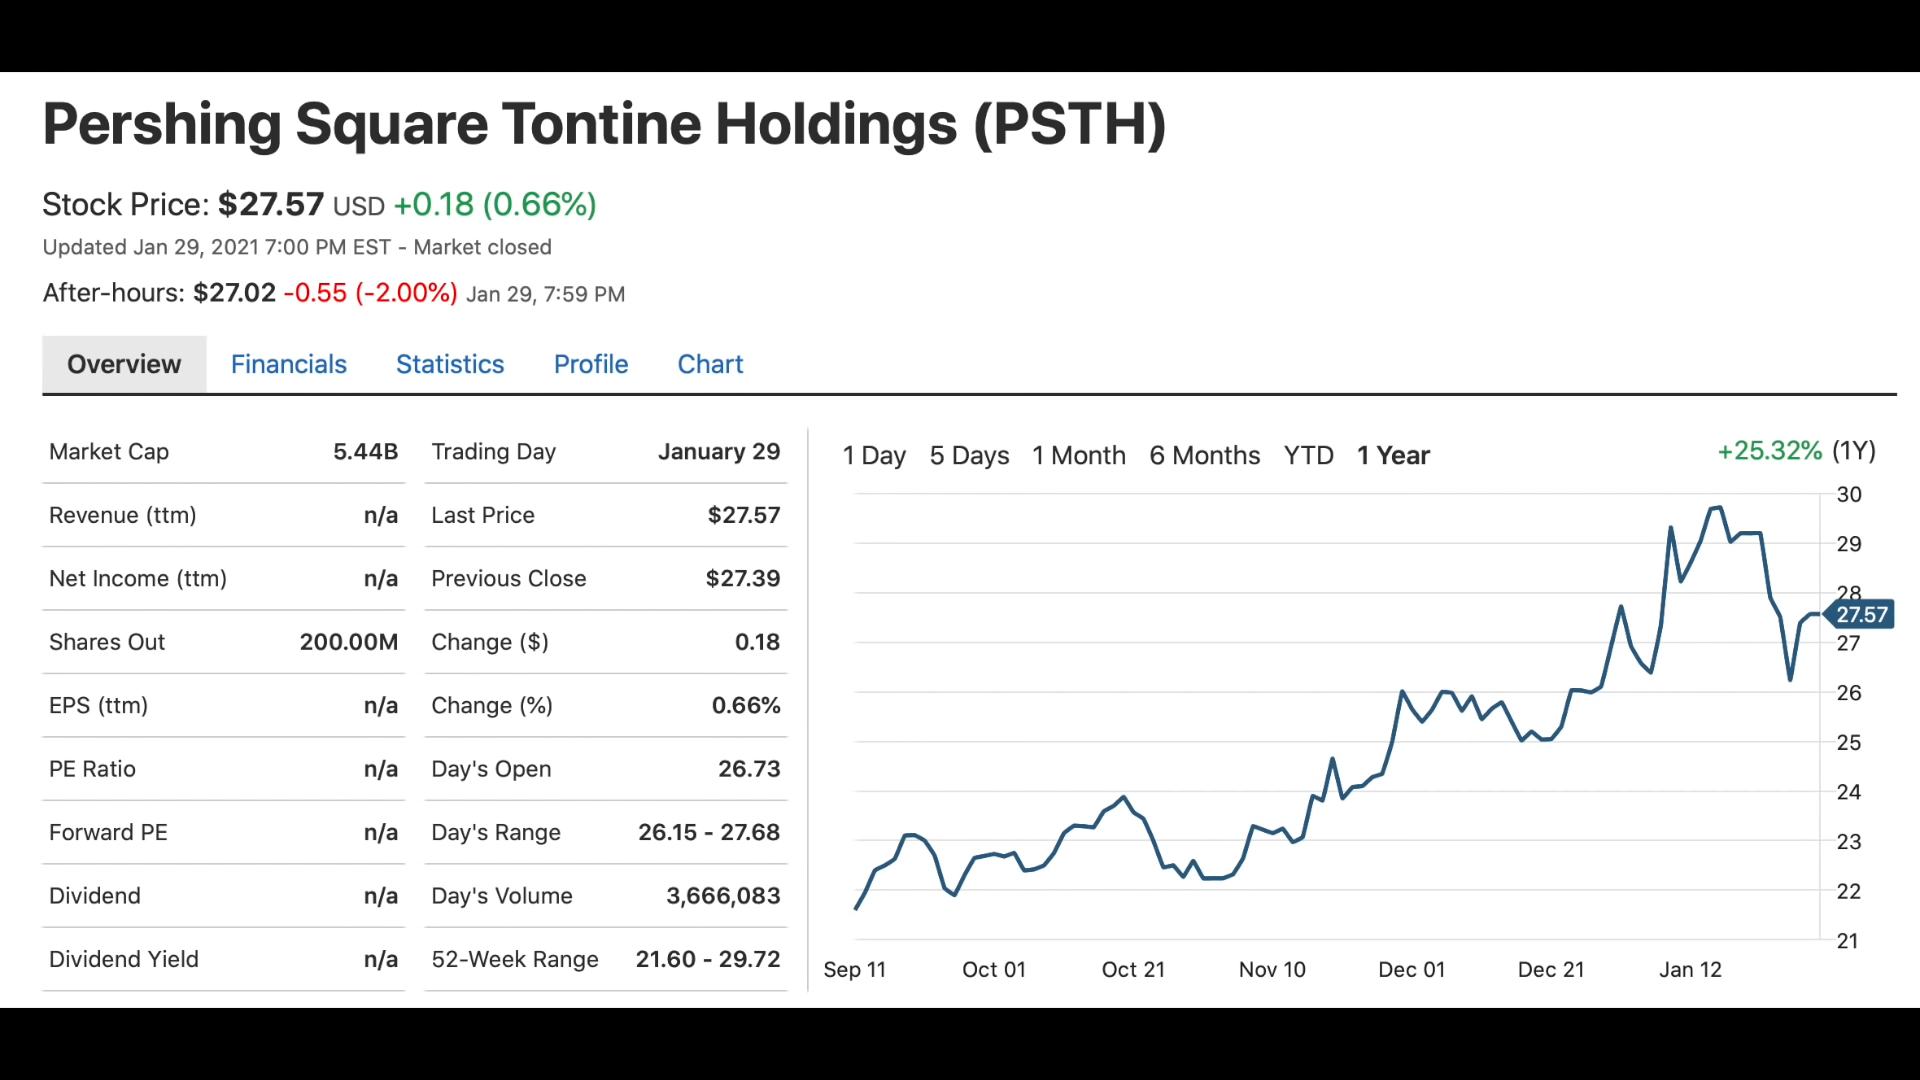 Pershing Square Tontine Holdings (PSTH)
Stock Price: $27.57 USD +0.18 (0.66%)
Updated Jan 29, 2021 7:00 PM EST - Market closed
After-hours: $27.02 -0.55 (-2.00%) Jan 29, 7:59 PM
Overview Financials Statistics Profile Chart
Market Cap 5.44B
Revenue (ttm) n/a
Net Income (ttm) n/a
Shares Out 200.00M
EPS (ttm) n/a
PE Ratio n/a
Forward PE n/a
Dividend n/a
Dividend Yield n/a
Trading Day January 29
Last Price $27.57
Previous Close $27.39
Change ($) 0.18
Change (%) 0.66%
Day's Open 26.73
Day's Range 26.15 - 27.68
Day's Volume 3,666,083
52-Week Range 21.60 - 29.72
1 Day 5 Days 1 Month 6 Months YTD 1 Year +25.32% (1Y)
30
29
28
27.57
27
26
25
24
23
22
21
Sep 11 Oct 01 Oct 21 Nov 10 Dec 01 Dec 21 Jan 12